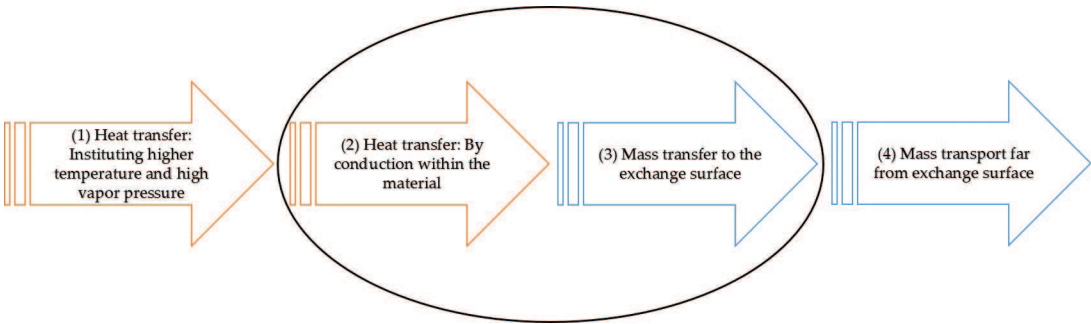 (1) Heat transfer:
Instituting higher
temperature and high
vapor pressure
(2) Heat transfer: By
conduction within the
material
(3) Mass transfer to the
exchange surface
(4) Mass transport far
from exchange surface